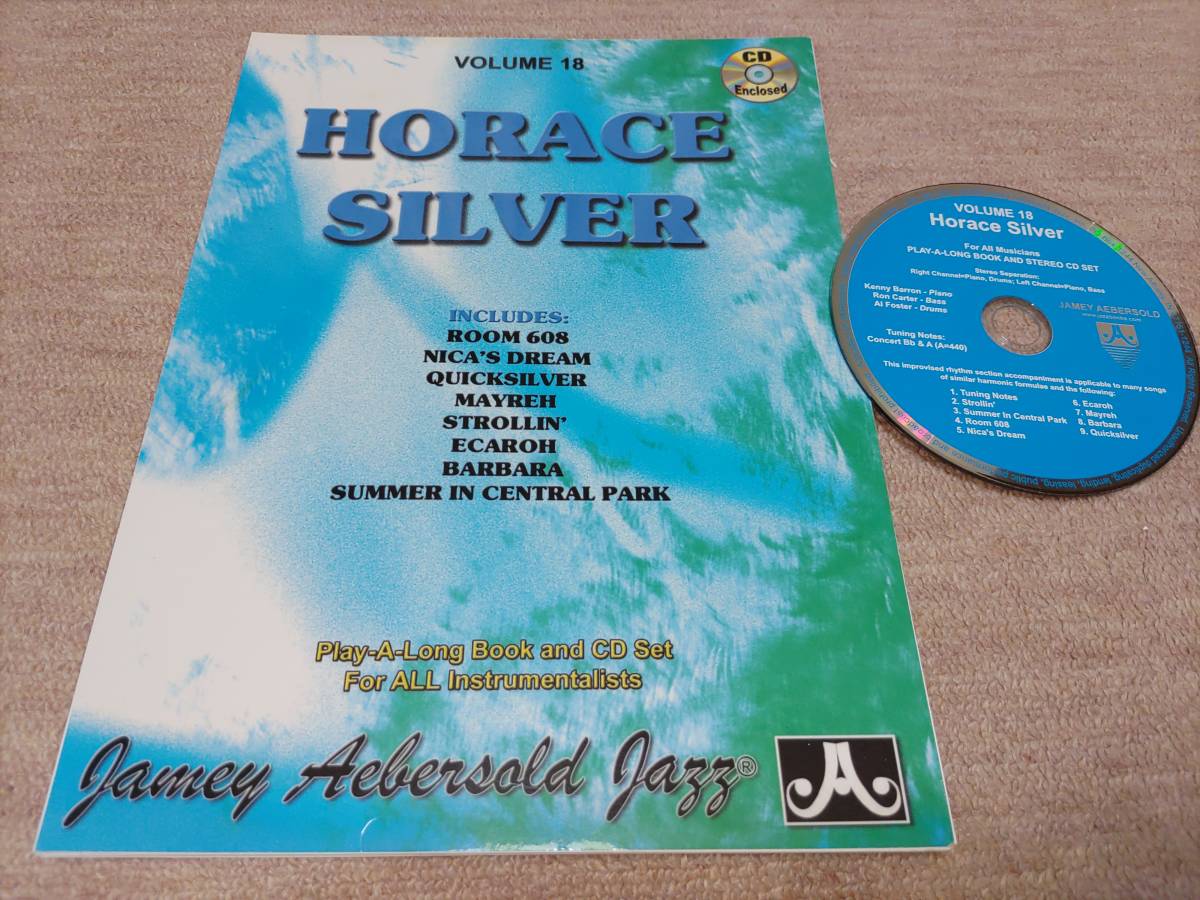 VOLUME 18
CD
Enclosed
HORACE
SILVER
INCLUDES:
ROOM 608
NICA'S DREAM
QUICKSILVER
MAYREH
STROLLIN'
ECAROH
BARBARA
SUMMER IN CENTRAL PARK
Play-A-Long Book and CD Set
For ALL Instrumentalists
Jamey Aebersold Jazz®
VOLUME 18
Horace Silver
For All Musicians
PLAY-A-LONG BOOK AND STEREO CD SET
Stereo Separation:
Right Channel=Piano, Drums; Left Channel=Piano, Bass
Kenny Barron - Piano
Ron Carter - Bass
Al Foster - Drums
JAMEY AEBERSOLD
www.jazzbooks.com
Tuning Notes:
Concert Bb & A (A=440)
This improvised rhythm section accompaniment is applicable to many songs
of similar harmonic formulae and the following:
1. Tuning Notes
2. Strollin'
3. Summer In Central Park
4. Room 608
5. Nica's Dream
6. Ecaroh
7. Mayreh
8. Barbara
9. Quicksilver